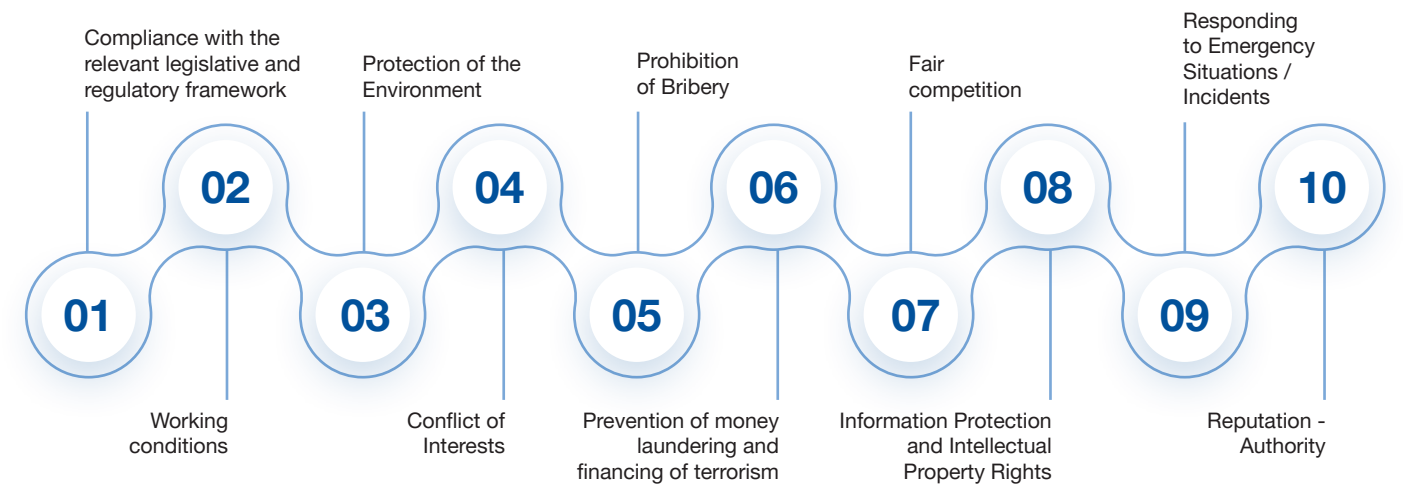 01
Compliance with the
relevant legislative and
regulatory framework
02
Working
conditions
03
Protection of the
Environment
04
Conflict of
Interests
05
Prohibition
of Bribery
06
Prevention of money
laundering and
financing of terrorism
07
Fair
competition
08
Information Protection
and Intellectual
Property Rights
09
Responding
to Emergency
Situations /
Incidents
10
Reputation -
Authority